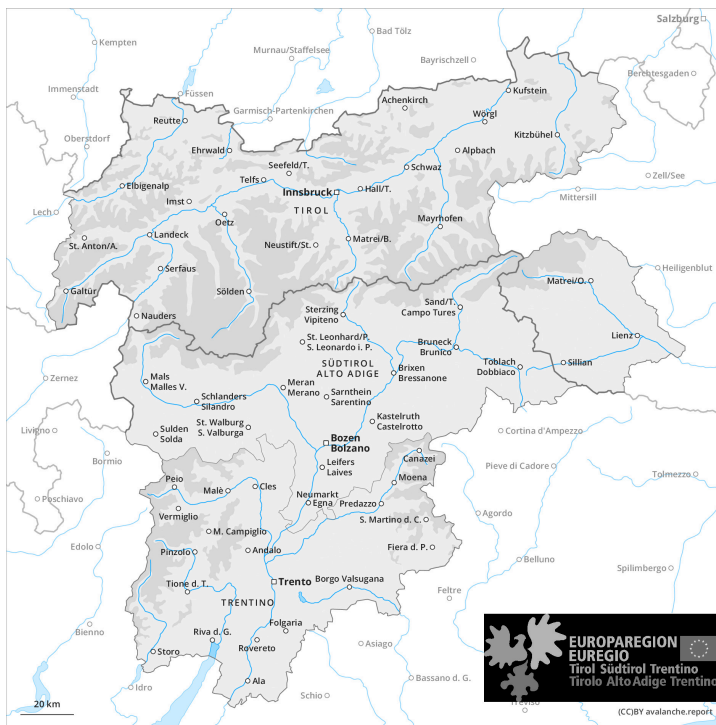 Salzburg
Kempten
Bad Tölz
Murnau/Staffelsee
Bayrischzell
Berchtesgaden
Immenstadt
Füssen
Garmisch-Partenkirchen
Achenkirch
Kufstein
Reutte
Wörgl
Kitzbühel
Oberstdorf
Ehrwald
Seefeld/T.
Alpbach
Schwaz
Telfs
Elbigenalp
Imst
Innsbruck
Hall/T.
TIROL
Zell/See
Mittersill
Lech
Oetz
Mayrhofen
St. Anton/A.
Landeck
Neustift/St.
Matrei/B.
Serfaus
Heiligenblut
Galtür
Sölden
Matrei/O.
Nauders
Sterzing
Vipiteno
Sand/T.
Campo Tures
St. Leonhard/P.
S. Leonardo i. P.
Lienz
Bruneck
Brunico
SÜDTIROL
ALTO ADIGE
Brixen
Bressanone
Toblach
Dobbiaco
Sillian
Zernez
Mals
Malles V.
Meran
Merano
Sarnthein
Sarentino
Schlanders
Silandro
St. Walburg
S. Valburga
Kastelruth
Castelrotto
Livigno
Sulden
Solda
Bozen
Bolzano
Cortina d'Ampezzo
Bormio
Leifers
Laives
Canazei
Pieve di Cadore
Tolmezzo
Peio
Malè
Cles
Moena
Poschiavo
Neumarkt
Egna
Predazzo
Vermiglio
S. Martino d. C.
Agordo
M. Campiglio
Edolo
Pinzolo
Andalo
Fiera d. P.
Belluno
Spilimbergo
Trento
Borgo Valsugana
Tione d. T.
Feltre
TRENTINO
Folgaria
Bienno
Riva d. G.
Rovereto
Asiago
Storo
Idro
Ala
Schio
Bassano d. G.
Treviso
EUROPAREGION
EUREGIO
Tirol Südtirol Trentino
Tirolo Alto Adige Trentino
20 km
(CC)BY avalanche.report